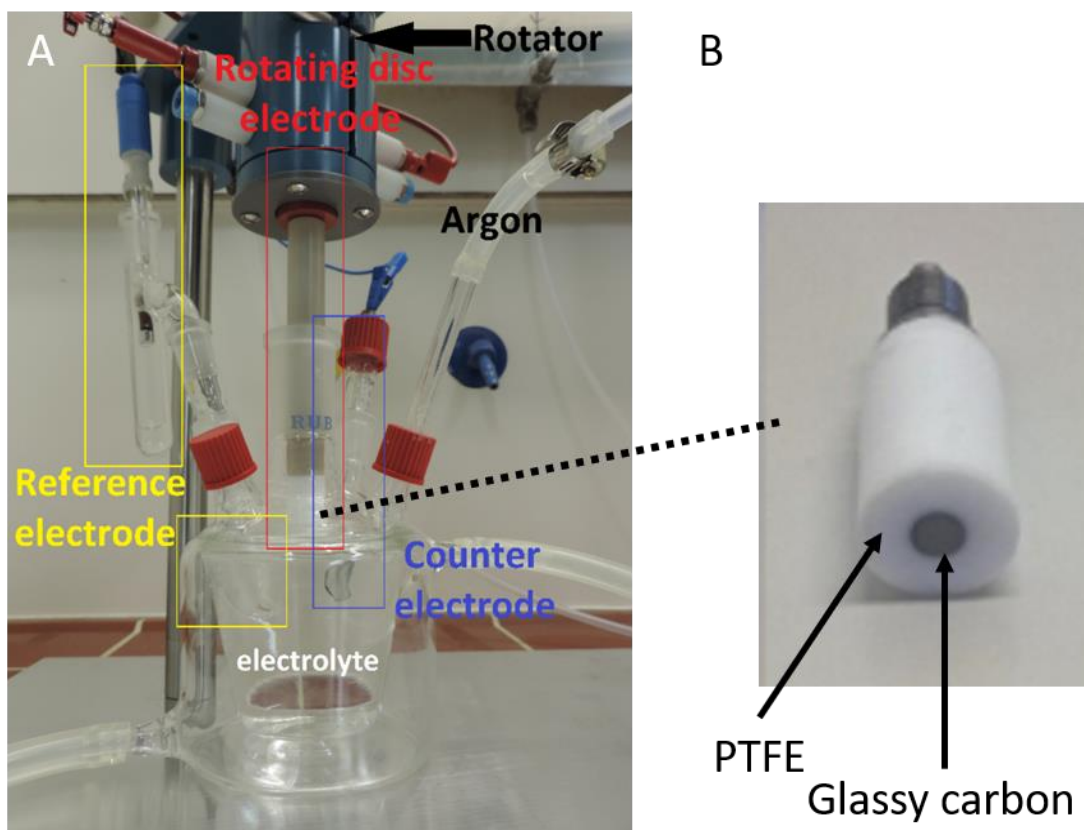 A
Rotator
Rotating disc
electrode
Argon
RUB
Reference
electrode
Counter
electrode
electrolyte
B
PTFE
Glassy carbon